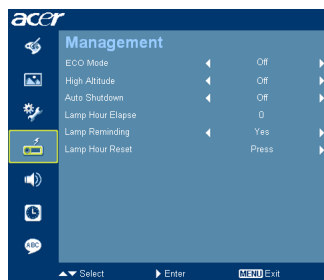 acer
Management
ECO Mode Off
High Altitude Off
Auto Shutdown Off
Lamp Hour Elapse 0
Lamp Reminding Yes
Lamp Hour Reset Press
ABC
Select Enter MENU Exit